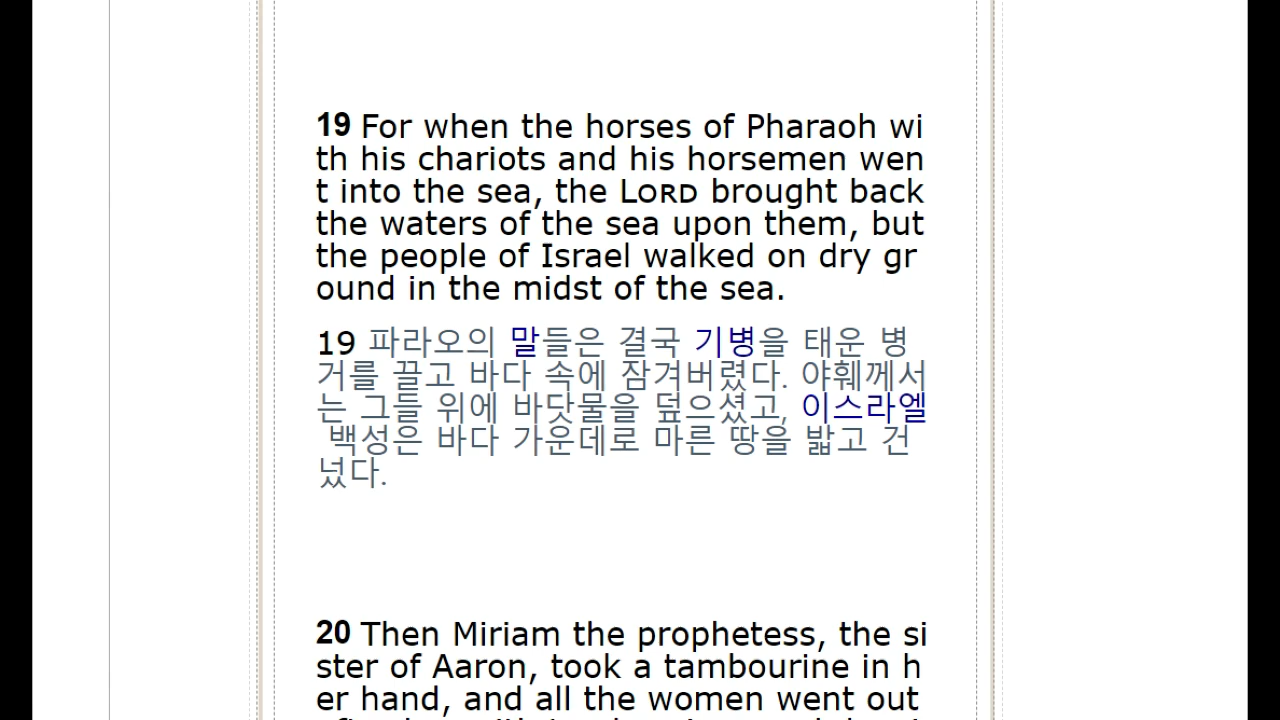 19 For when the horses of Pharaoh wi
th his chariots and his horsemen wen
t into the sea, the LORD brought back
the waters of the sea upon them, but
the people of Israel walked on dry gr
ound in the midst of the sea.
19 파라오의 말들은 결국 기병을 태운 병
거를 끌고 바다 속에 잠겨버렸다. 야훼께서
는 그들 위에 바닷물을 덮으셨고, 이스라엘
백성은 바다 가운데로 마른 땅을 밟고 건
넜다.
20 Then Miriam the prophetess, the si
ster of Aaron, took a tambourine in h
er hand, and all the women went out